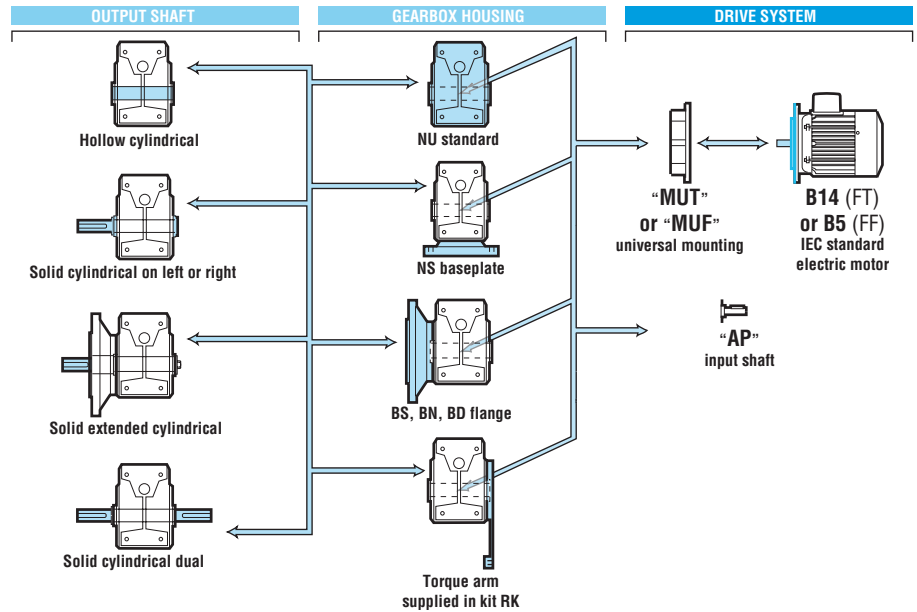 OUTPUT SHAFT
GEARBOX HOUSING
DRIVE SYSTEM
Hollow cylindrical
Solid cylindrical on left or right
Solid extended cylindrical
Solid cylindrical dual
NU standard
NS baseplate
BS, BN, BD flange
Torque arm
supplied in kit RK
“MUT”
or “MUF”
universal mounting
B14 (FT)
or B5 (FF)
IEC standard
electric motor
“AP”
input shaft